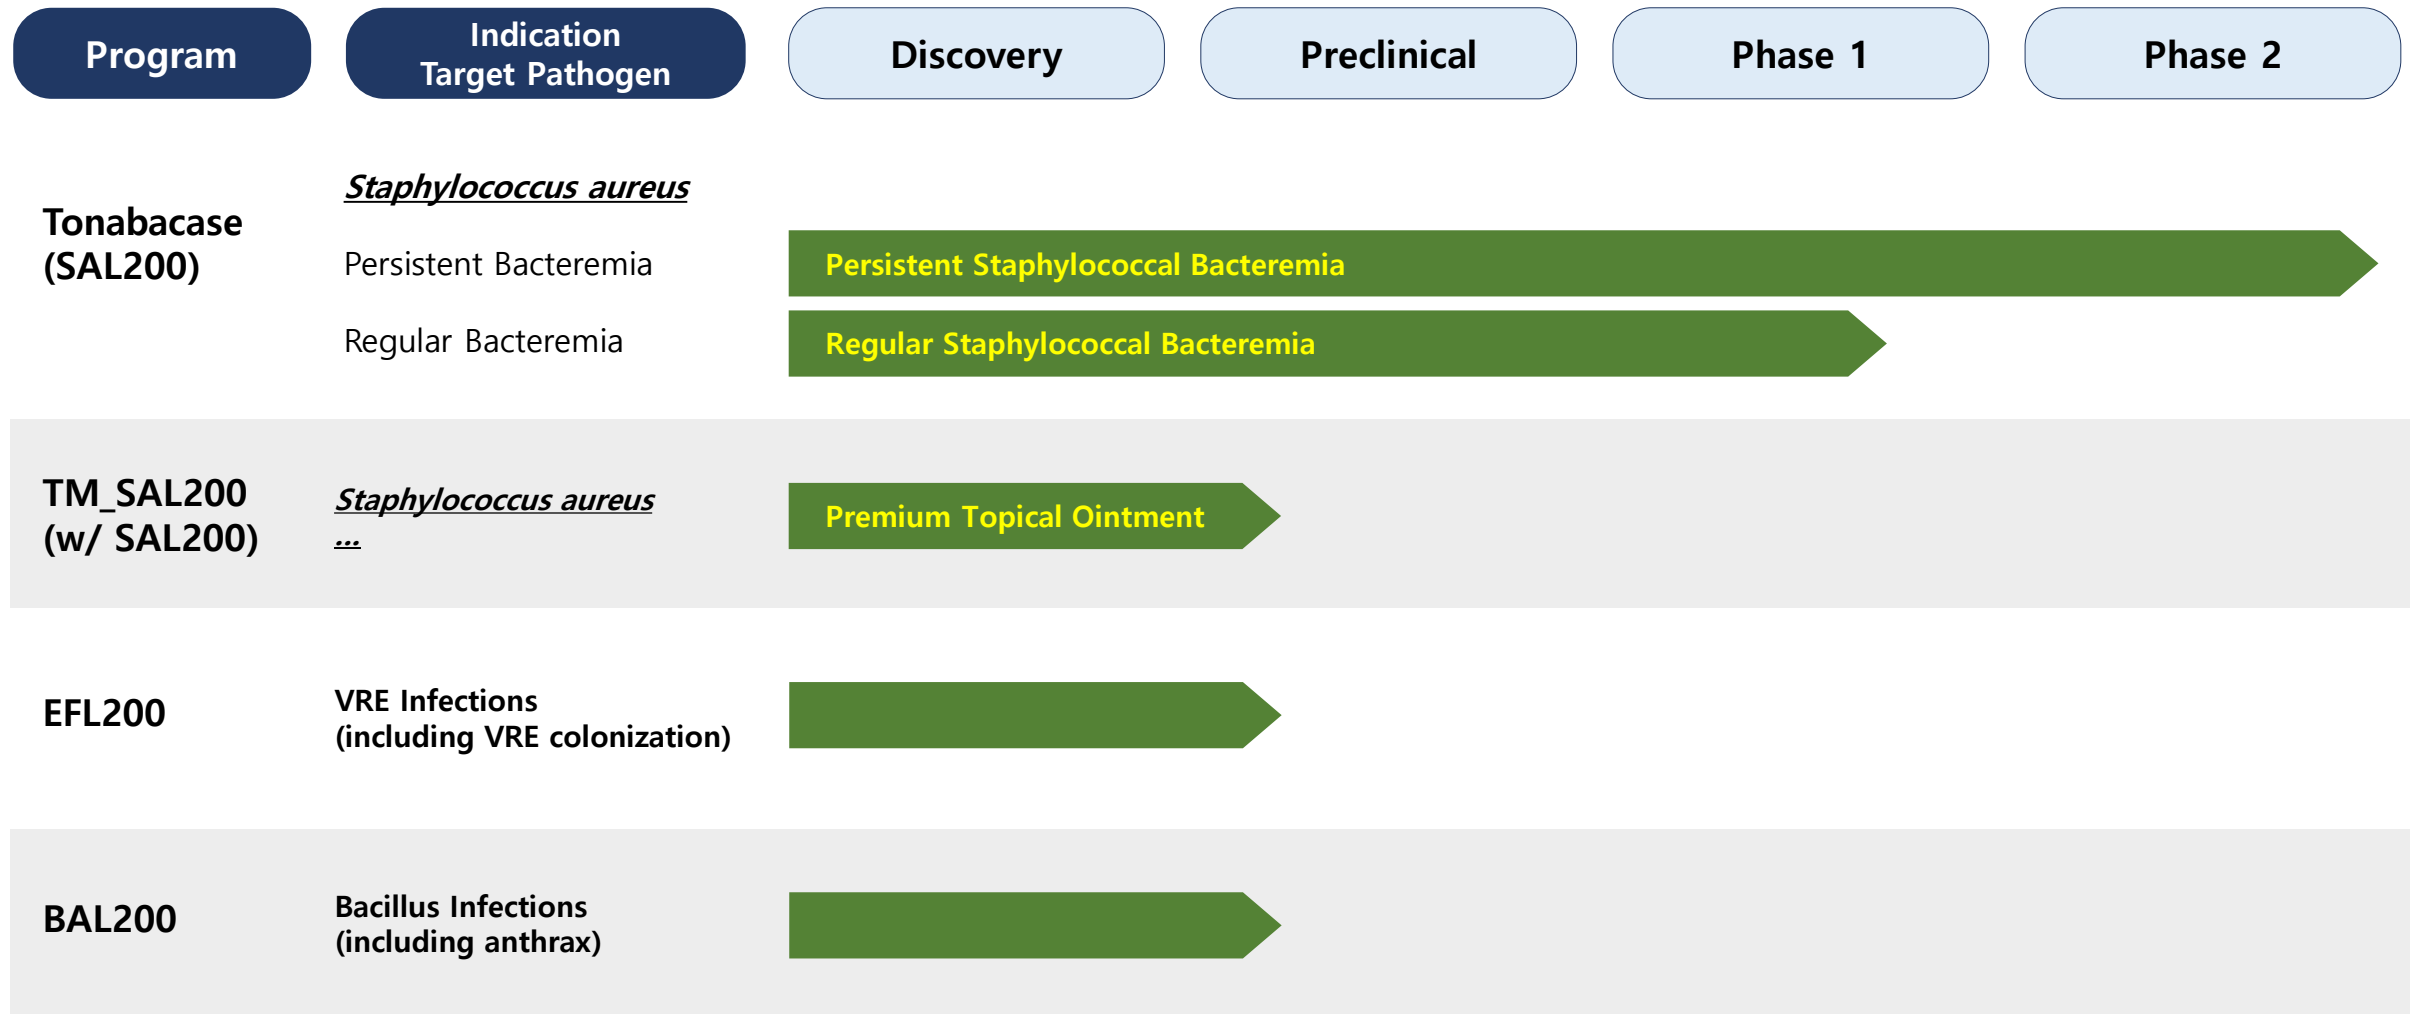 Program
Indication
Target Pathogen
Discovery
Preclinical
Phase 1
Phase 2
Tonabacase
(SAL200)
Staphylococcus aureus
Persistent Bacteremia
Persistent Staphylococcal Bacteremia
Regular Bacteremia
Regular Staphylococcal Bacteremia
TM_SAL200
(w/ SAL200)
Staphylococcus aureus
...
Premium Topical Ointment
EFL200
VRE Infections
(including VRE colonization)
BAL200
Bacillus Infections
(including anthrax)